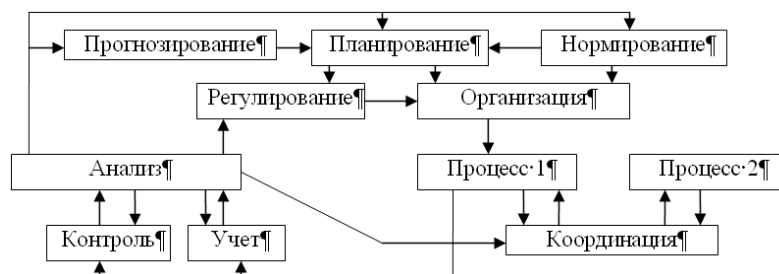 Прогнозирование¶ Планирование¶ Нормирование¶
Регулирование¶ Организация¶
Анализ¶ Процесс·1¶ Процесс·2¶
Контроль¶ Учет¶ Координация¶